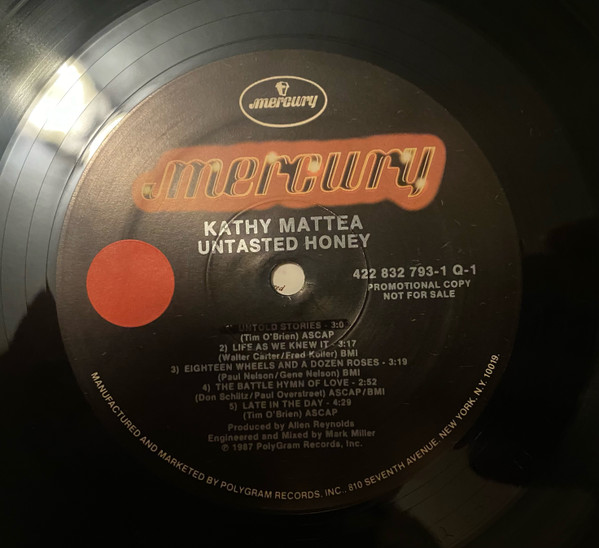 mercury
mercury
KATHY MATTEA
UNTASTED HONEY
422 832 793-1 Q-1
PROMOTIONAL COPY
NOT FOR SALE
UNTOLD STORIES - 3:0
(Tim O'Brien) ASCAP
2) LIFE AS WE KNEW IT - 3:17
(Walter Carter/Fred Koller) BMI
3) EIGHTEEN WHEELS AND A DOZEN ROSES - 3:19
(Paul Nelson/Gene Nelson) BMI
4) THE BATTLE HYMN OF LOVE - 2:52
(Don Schlitz/Paul Overstreet) ASCAP/BMI
5) LATE IN THE DAY - 4:29
(Tim O'Brien) ASCAP
Produced by Allen Reynolds
Engineered and Mixed by Mark Miller
℗ 1987 PolyGram Records, Inc.
MANUFACTURED AND MARKETED BY POLYGRAM RECORDS, INC., 810 SEVENTH AVENUE, NEW YORK, N.Y. 10019.